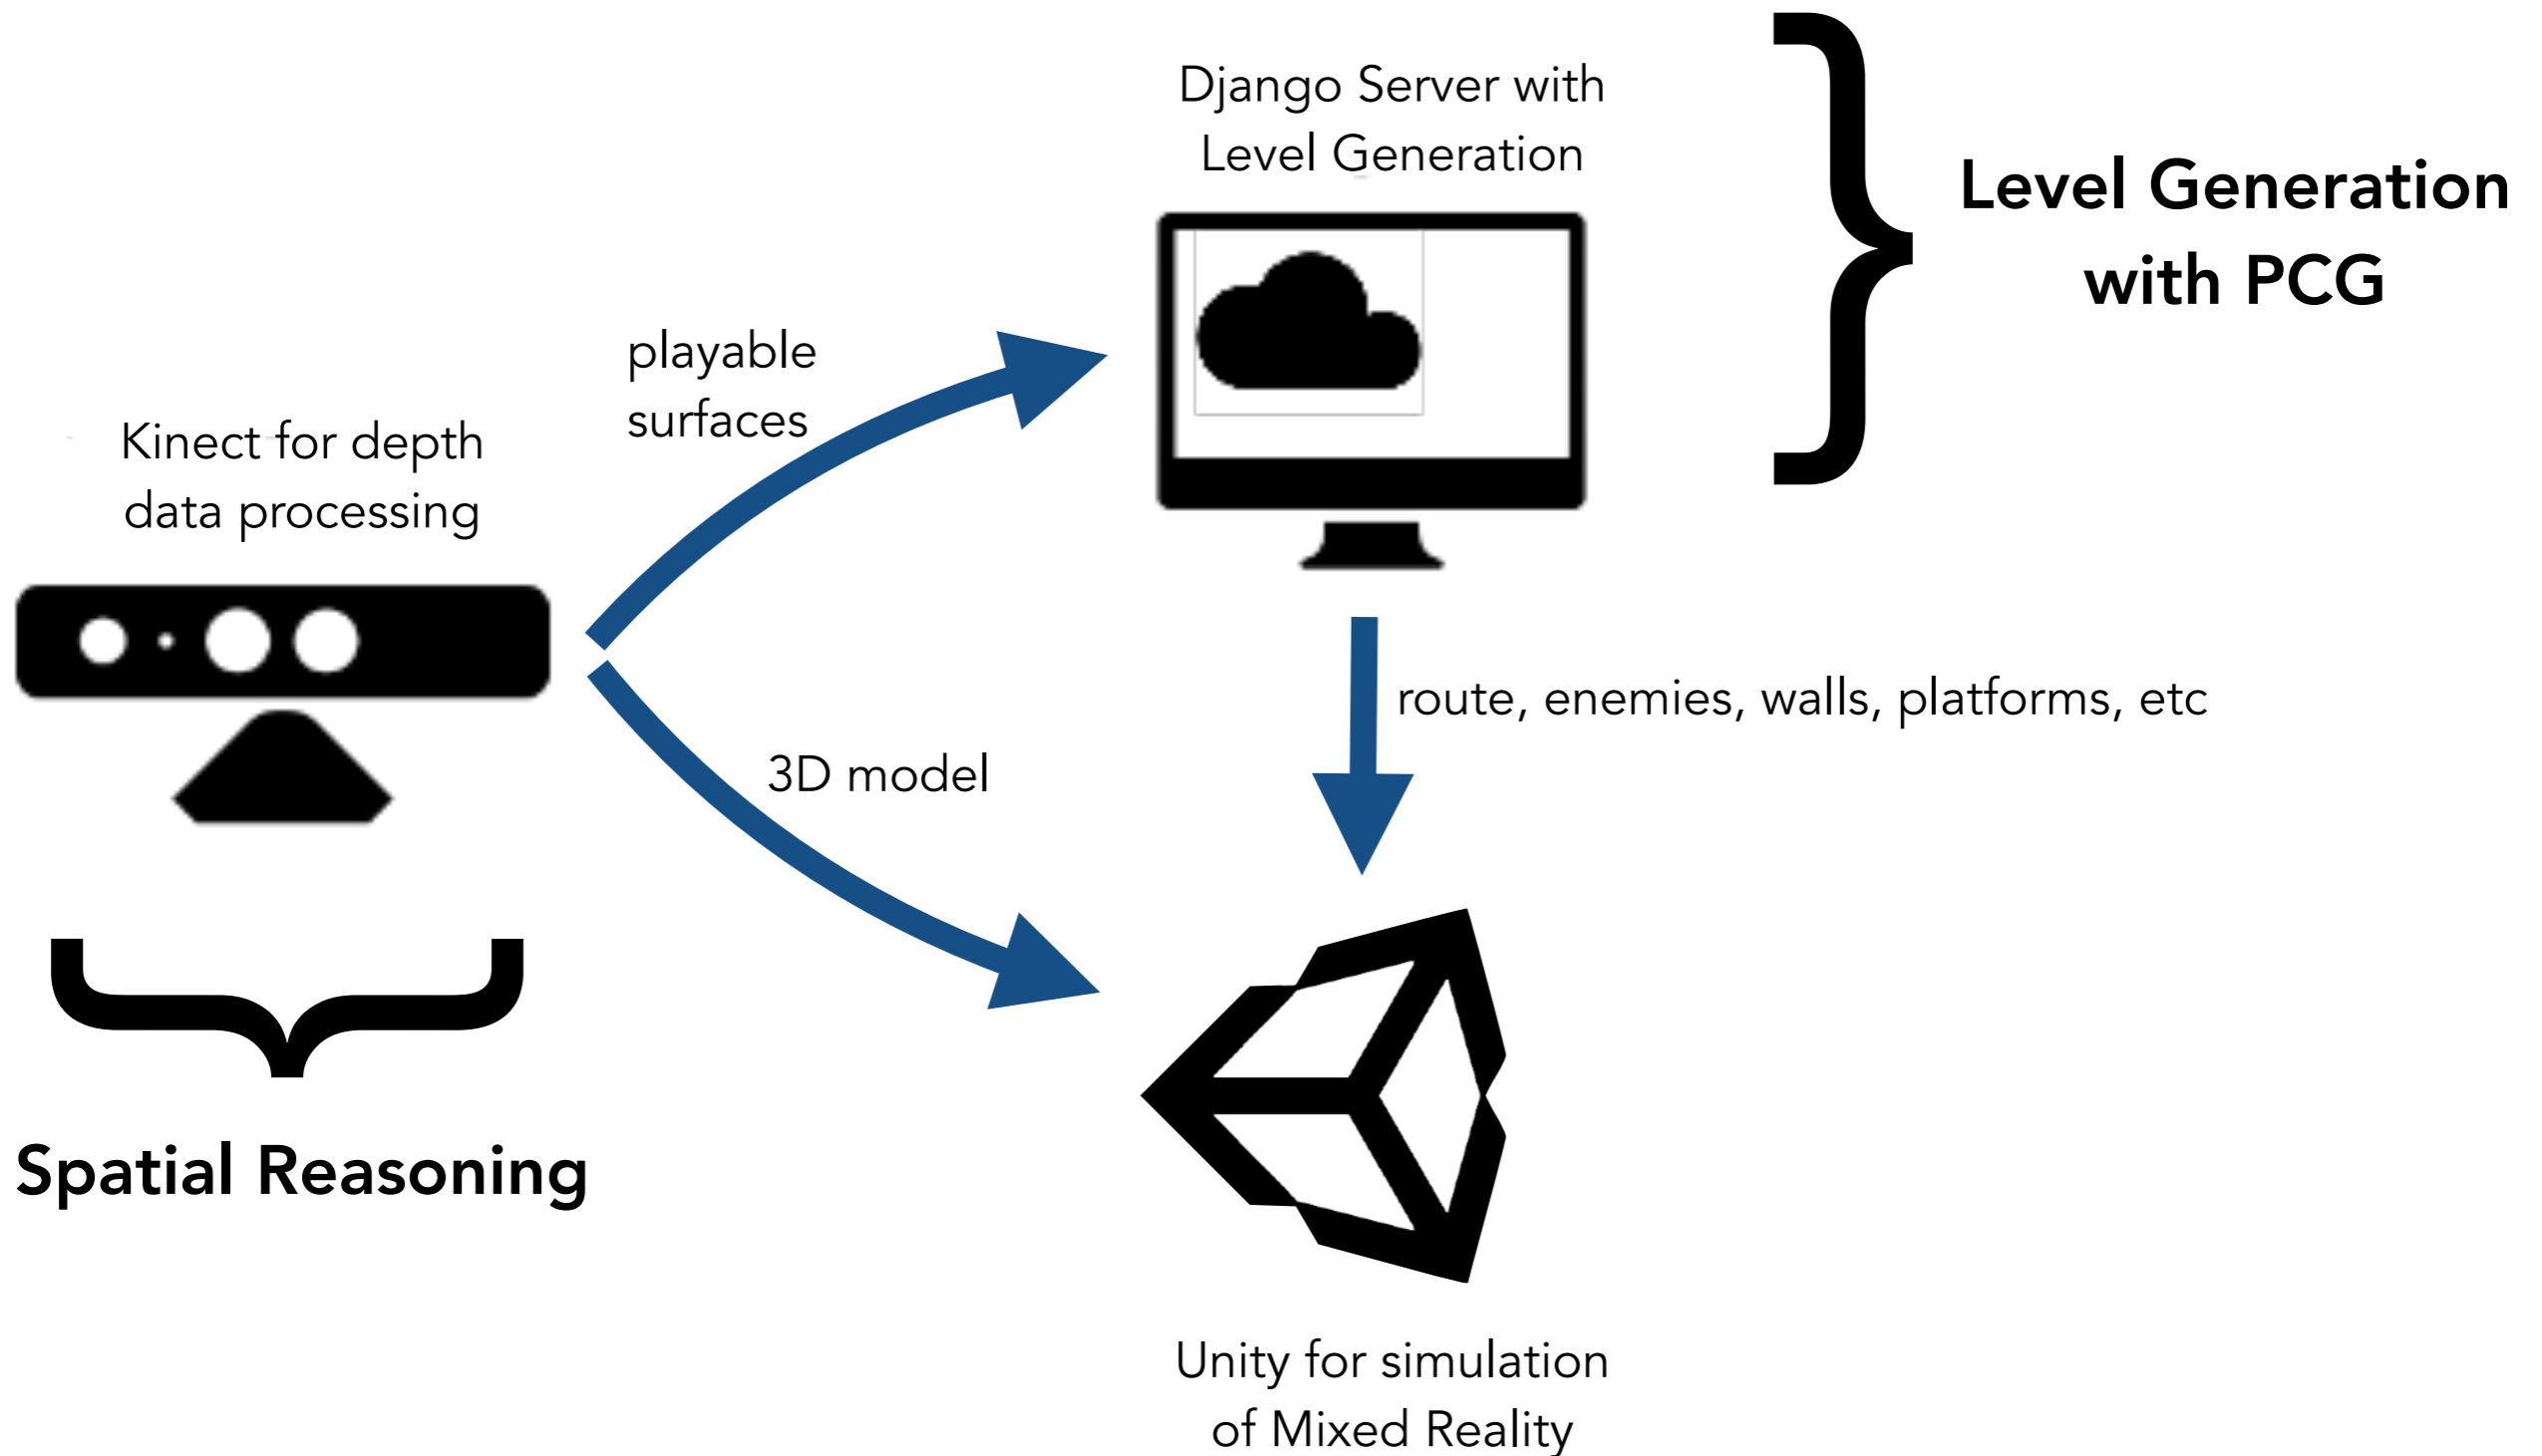 Django Server with
Level Generation
Level Generation
with PCG
playable
surfaces
Kinect for depth
data processing
route, enemies, walls, platforms, etc
3D model
Spatial Reasoning
Unity for simulation
of Mixed Reality